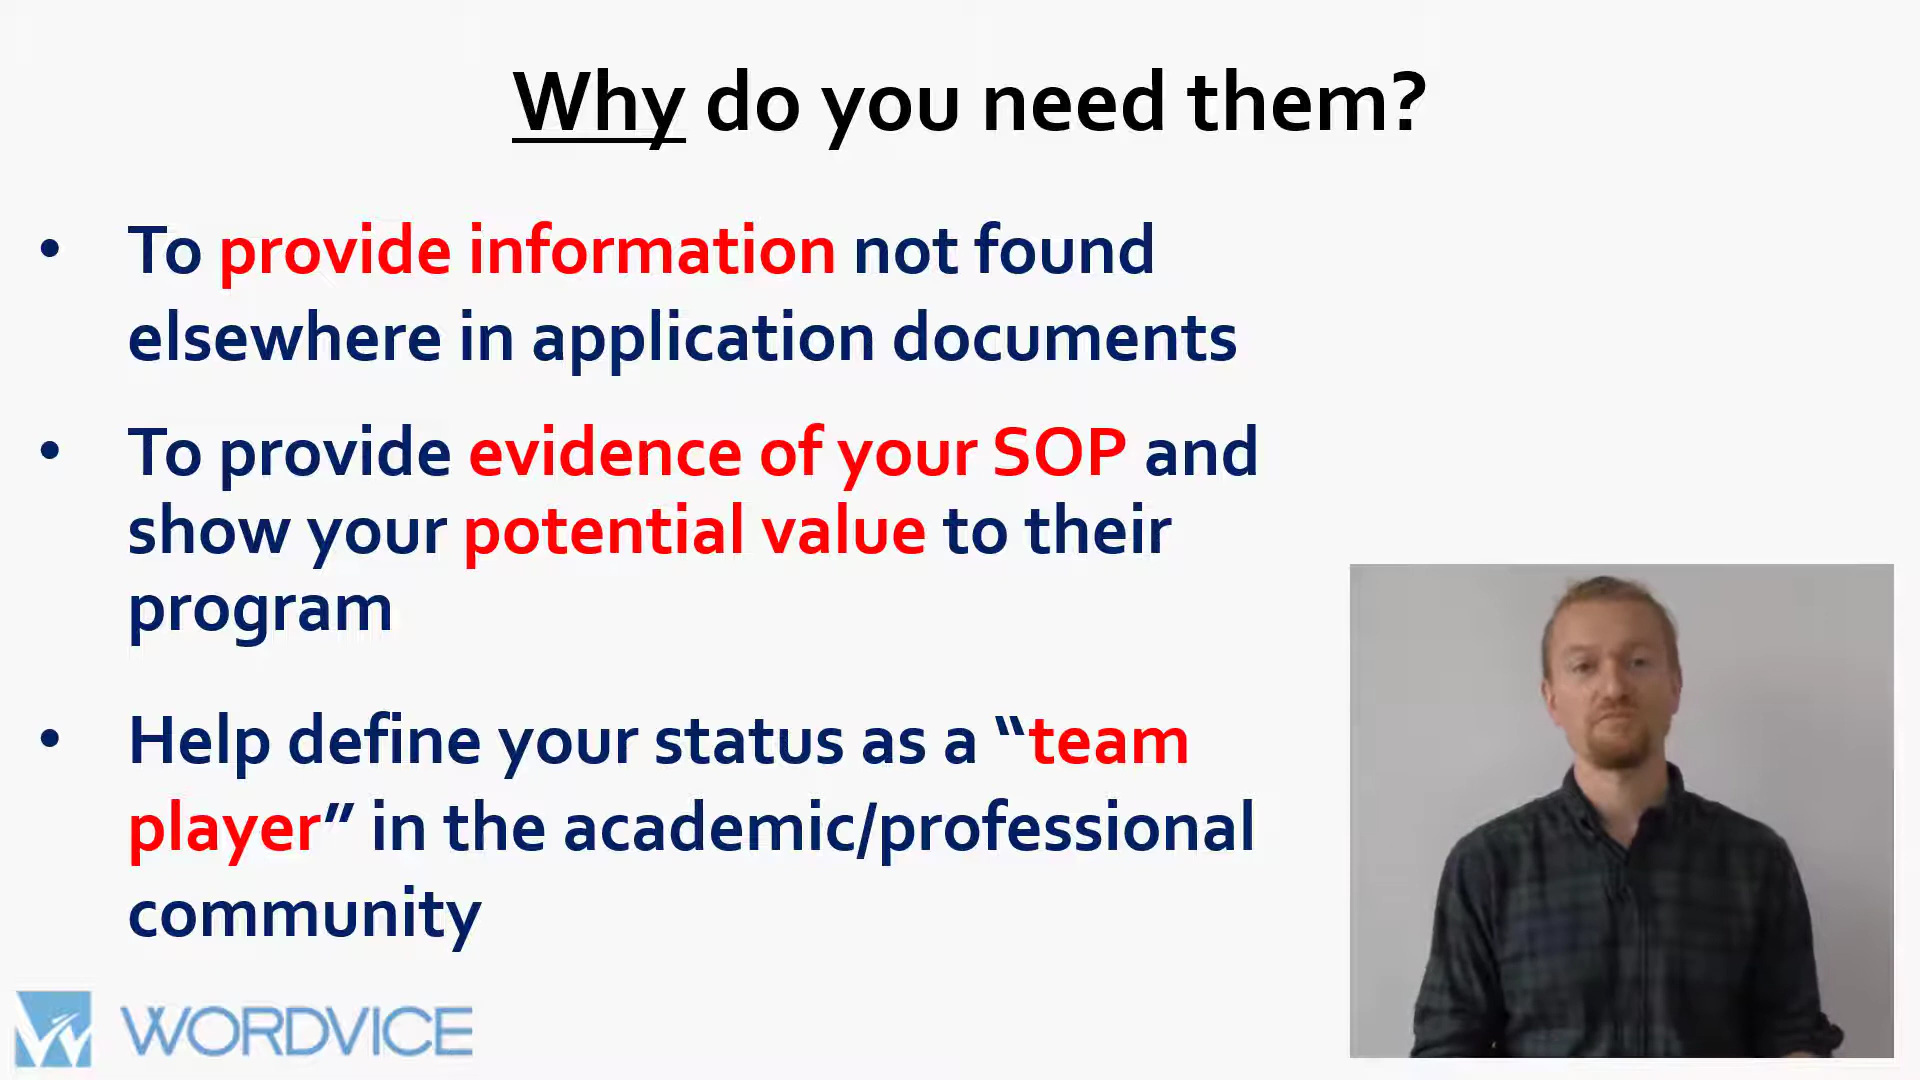 Why do you need them?
• To provide information not found
elsewhere in application documents
• To provide evidence of your SOP and
show your potential value to their
program
• Help define your status as a “team
player” in the academic/professional
community
WORDVICE